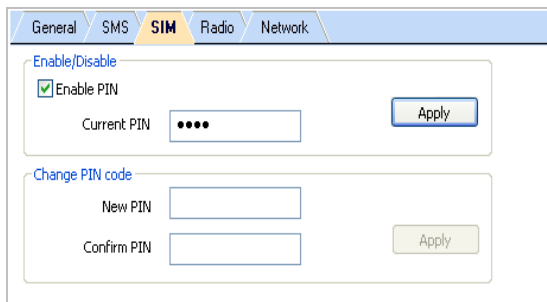 General SMS SIM Radio Network
Enable/Disable
Enable PIN
Current PIN ●●●● Apply
Change PIN code
New PIN
Confirm PIN Apply